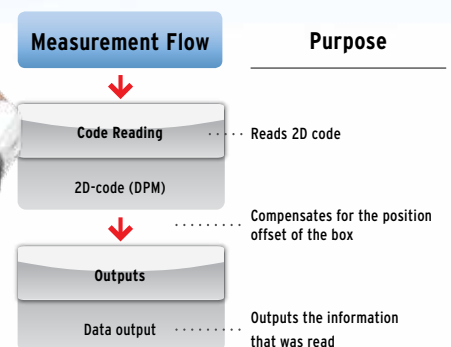 Measurement Flow
Purpose
Code Reading
Reads 2D code
2D-code (DPM)
Compensates for the position
offset of the box
Outputs
Data output
Outputs the information
that was read